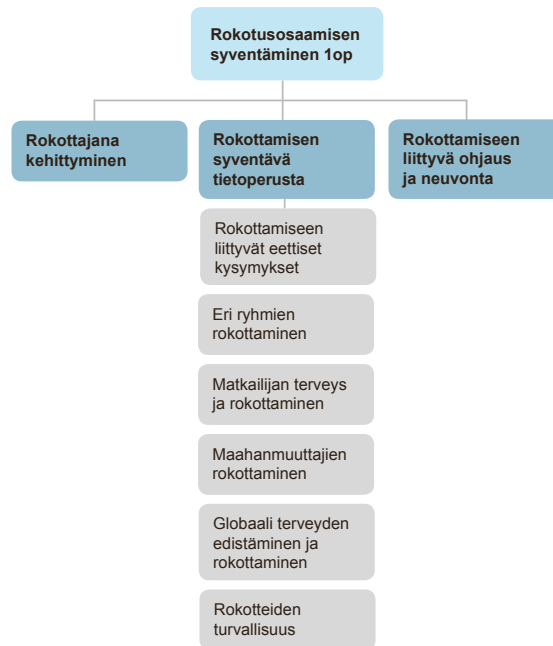 Rokotusosaamisen
syventäminen 1op
Rokottajana
kehittyminen
Rokottamisen
syventävä
tietoperusta
Rokottamiseen
liittyvä ohjaus
ja neuvonta
Rokottamiseen
liittyvät eettiset
kysymykset
Eri ryhmien
rokottaminen
Matkailijan terveys
ja rokottaminen
Maahanmuuttajien
rokottaminen
Globaali terveyden
edistäminen ja
rokottaminen
Rokotteiden
turvallisuus